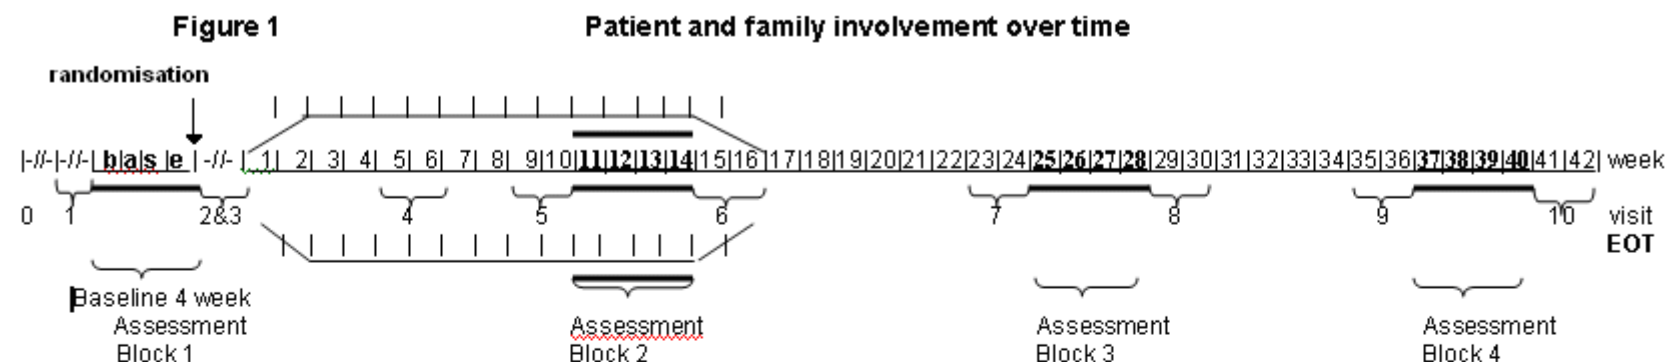 Figure 1 Patient and family involvement over time
randomisation
|-//-|-//-| b|a|s |e | -//- | 1| 2| 3| 4| 5| 6| 7| 8| 9|10|11|12|13|14|15|16|17|18|19|20|21|22|23|24|25|26|27|28|29|30|31|32|33|34|35|36|37|38|39|40|41|42| week
0 1 2&3 4 5 6 7 8 9 10 visit
EOT
Baseline 4 week
Assessment Assessment Assessment Assessment
Block 1 Block 2 Block 3 Block 4